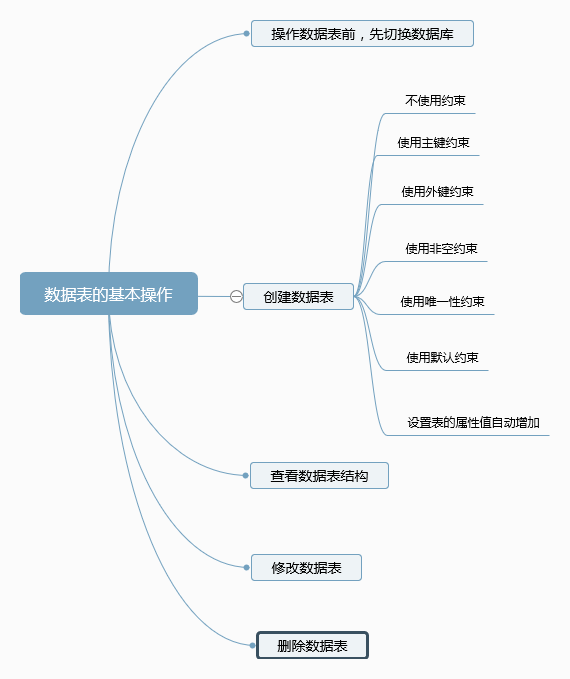 操作数据表前，先切换数据库
不使用约束
使用主键约束
使用外键约束
使用非空约束
数据表的基本操作
创建数据表
使用唯一性约束
使用默认约束
设置表的属性值自动增加
查看数据表结构
修改数据表
删除数据表